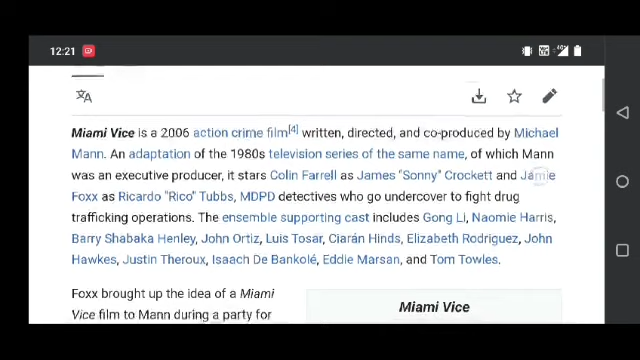 12:21
Miami Vice is a 2006 action crime film[4] written, directed, and co-produced by Michael
Mann. An adaptation of the 1980s television series of the same name, of which Mann
was an executive producer, it stars Colin Farrell as James "Sonny" Crockett and Jamie
Foxx as Ricardo "Rico" Tubbs, MDPD detectives who go undercover to fight drug
trafficking operations. The ensemble supporting cast includes Gong Li, Naomie Harris,
Barry Shabaka Henley, John Ortiz, Luis Tosar, Ciarán Hinds, Elizabeth Rodriguez, John
Hawkes, Justin Theroux, Isaach De Bankolé, Eddie Marsan, and Tom Towles.
Foxx brought up the idea of a Miami
Vice film to Mann during a party for
Miami Vice